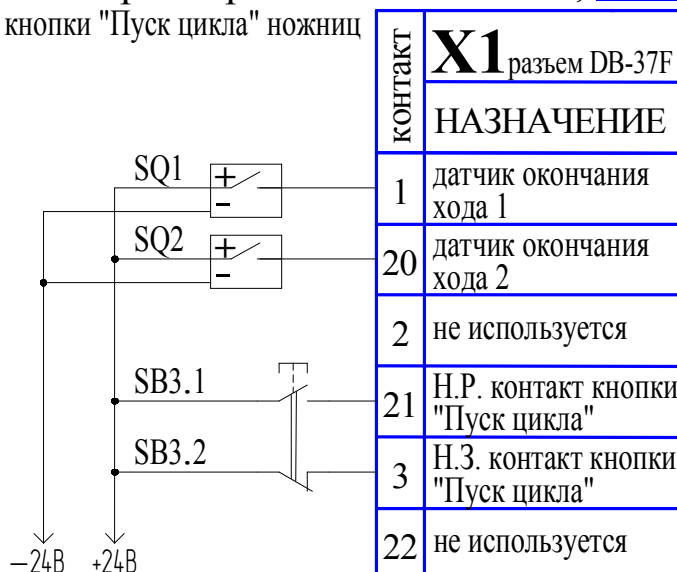 кнопки "Пуск цикла" ножниц
контакт
X1 разъем DB-37F
НАЗНАЧЕНИЕ
SQ1
+
−
1
датчик окончания
хода 1
SQ2
+
−
20
датчик окончания
хода 2
2
не используется
SB3.1
21
Н.Р. контакт кнопки
"Пуск цикла"
SB3.2
3
Н.З. контакт кнопки
"Пуск цикла"
22
не используется
−24В
+24В